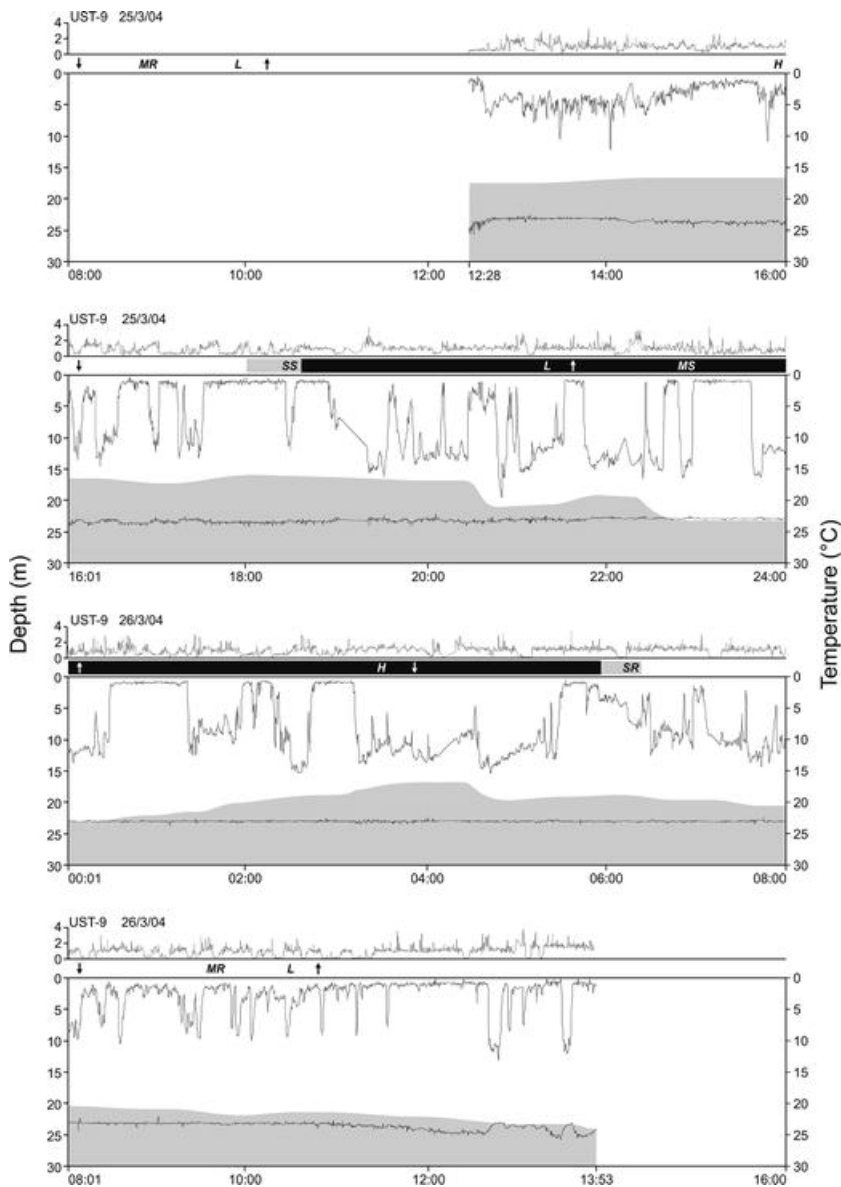 UST-9 25/3/04
4
2
0
↓ MR L ↑ H
0 0
5 5
10 10
15 15
20 20
25 25
30 30
08:00 10:00 12:00 12:28 14:00 16:00
UST-9 25/3/04
4
2
0
↓ SS L ↑ MS
0 0
5 5
10 10
15 15
20 20
25 25
30 30
16:01 18:00 20:00 22:00 24:00
Depth (m)
Temperature (°C)
UST-9 26/3/04
4
2
0
↑ H ↓ SR
0 0
5 5
10 10
15 15
20 20
25 25
30 30
00:01 02:00 04:00 06:00 08:00
UST-9 26/3/04
4
2
0
↓ MR L ↑
0 0
5 5
10 10
15 15
20 20
25 25
30 30
08:01 10:00 12:00 13:53 16:00